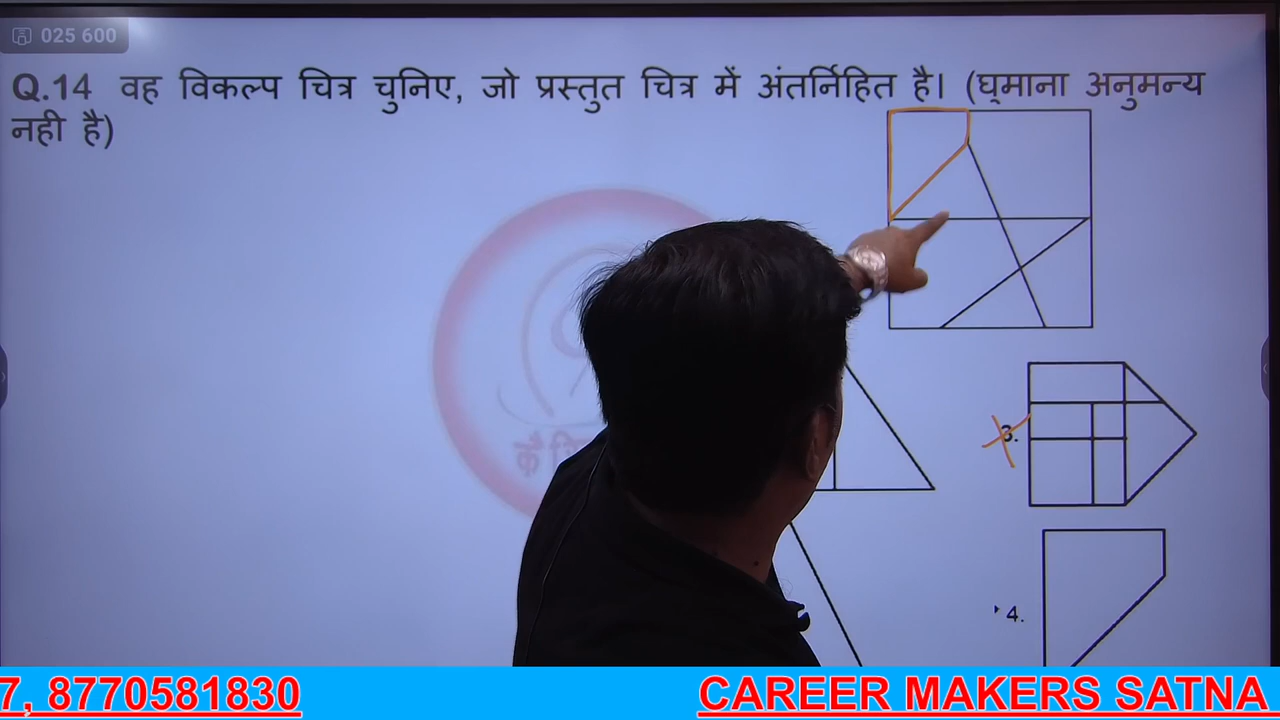 025 600
Q.14 वह विकल्प चित्र चुनिए, जो प्रस्तुत चित्र में अंतर्निहित है। (घुमाना अनुमन्य
नही है)
3.
4.
7, 8770581830
CAREER MAKERS SATNA